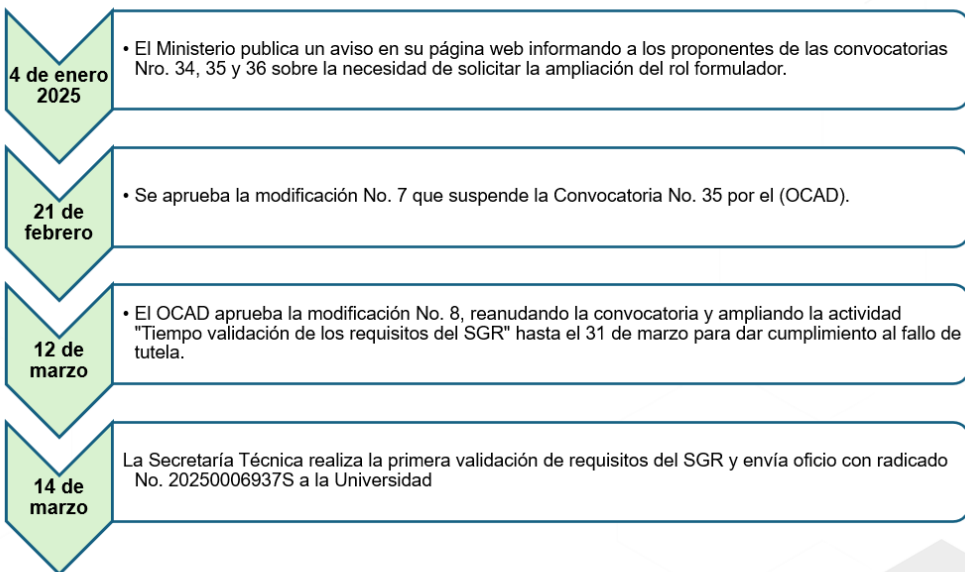 4 de enero
2025
• El Ministerio publica un aviso en su página web informando a los proponentes de las convocatorias
Nro. 34, 35 y 36 sobre la necesidad de solicitar la ampliación del rol formulador.
21 de
febrero
• Se aprueba la modificación No. 7 que suspende la Convocatoria No. 35 por el (OCAD).
12 de
marzo
• El OCAD aprueba la modificación No. 8, reanudando la convocatoria y ampliando la actividad
"Tiempo validación de los requisitos del SGR" hasta el 31 de marzo para dar cumplimiento al fallo de
tutela.
14 de
marzo
La Secretaría Técnica realiza la primera validación de requisitos del SGR y envía oficio con radicado
No. 20250006937S a la Universidad